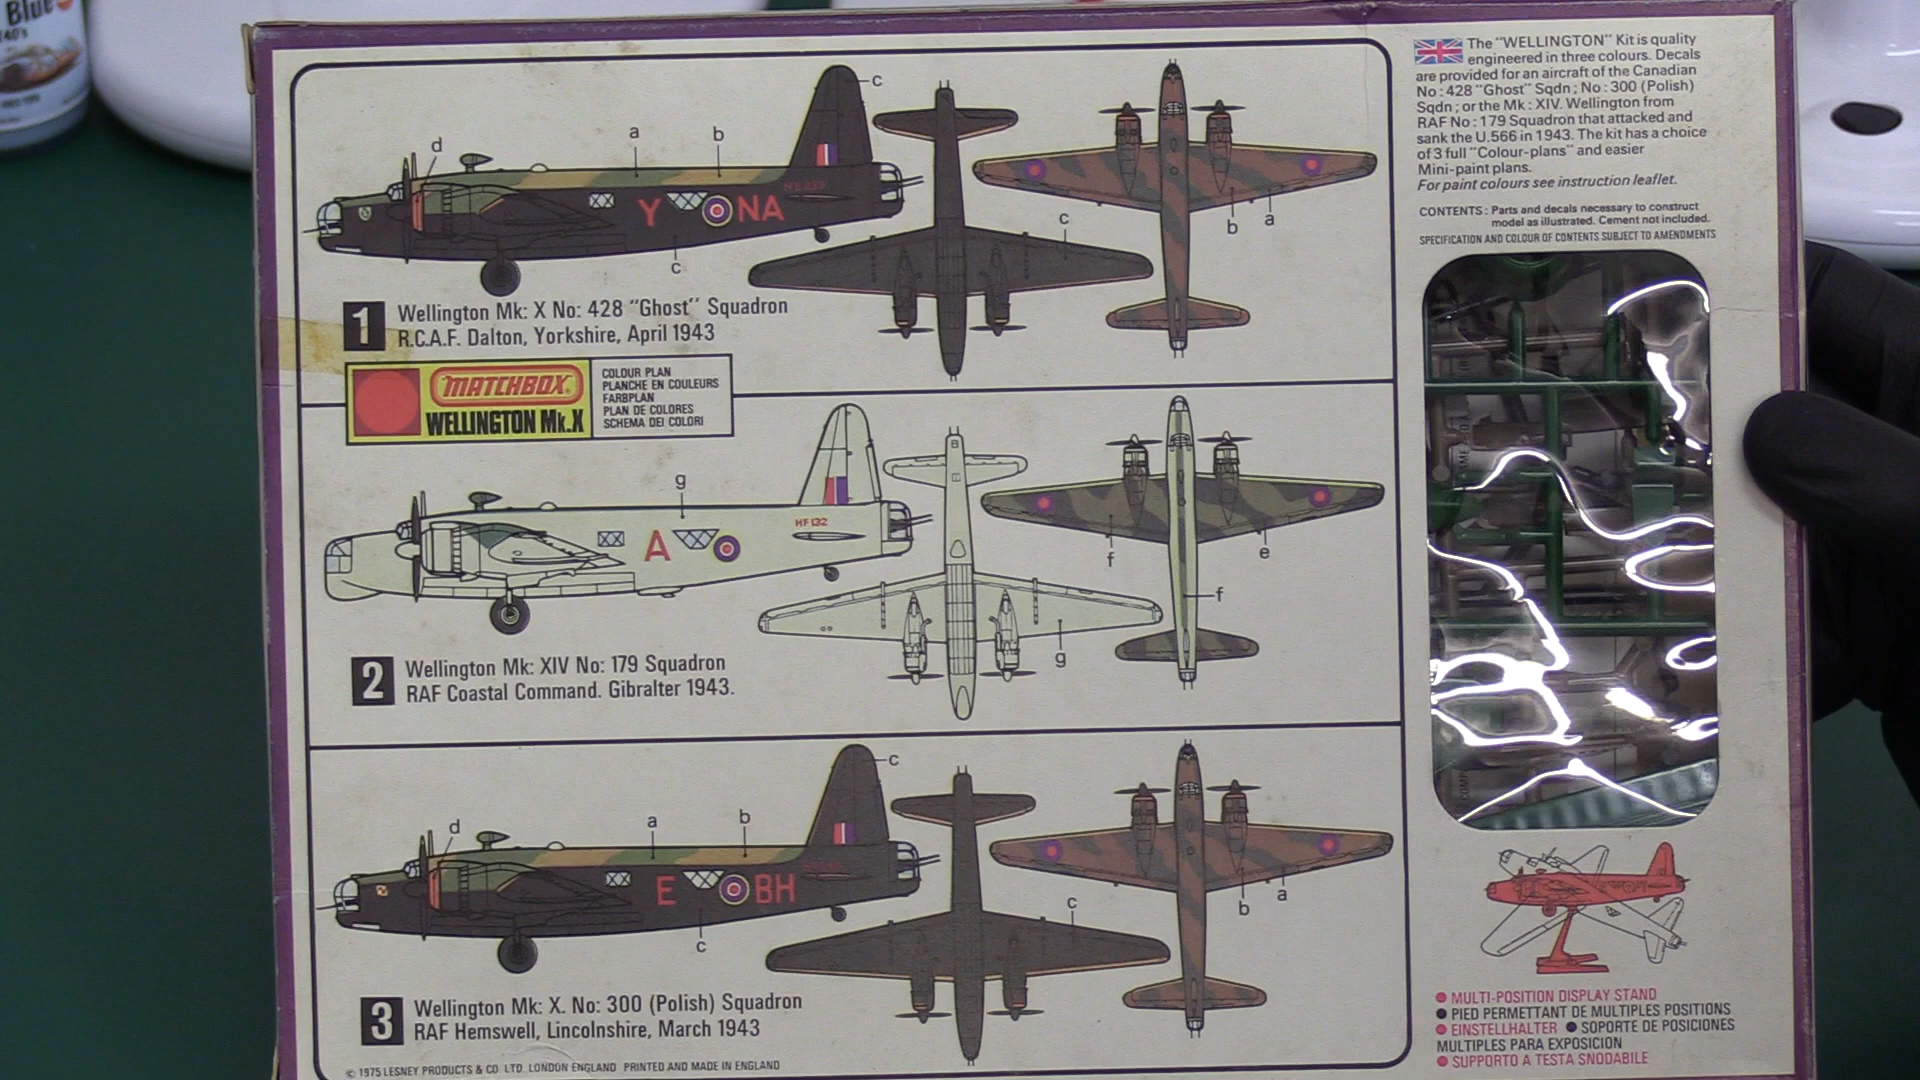 Blue
140's
d
a
b
c
Y NA
c
c
b
a
1
Wellington Mk: X No: 428 "Ghost" Squadron
R.C.A.F. Dalton, Yorkshire, April 1943
MATCHBOX
WELLINGTON Mk.X
COLOUR PLAN
PLANCHE EN COULEURS
FARBPLAN
PLAN DE COLORES
SCHEMA DEI COLORI
g
A
HF 132
B
f
e
f
g
2
Wellington Mk: XIV No: 179 Squadron
RAF Coastal Command. Gibralter 1943.
d
a
b
c
E BH
c
c
b
a
3
Wellington Mk: X. No: 300 (Polish) Squadron
RAF Hemswell, Lincolnshire, March 1943
© 1975 LESNEY PRODUCTS & CO. LTD. LONDON ENGLAND PRINTED AND MADE IN ENGLAND
The "WELLINGTON" Kit is quality
engineered in three colours. Decals
are provided for an aircraft of the Canadian
No: 428 "Ghost" Sqdn; No: 300 (Polish)
Sqdn; or the Mk: XIV. Wellington from
RAF No: 179 Squadron that attacked and
sank the U.566 in 1943. The kit has a choice
of 3 full "Colour-plans" and easier
Mini-paint plans.
For paint colours see instruction leaflet.
CONTENTS: Parts and decals necessary to construct
model as illustrated. Cement not included.
SPECIFICATION AND COLOUR OF CONTENTS SUBJECT TO AMENDMENTS
● MULTI-POSITION DISPLAY STAND
● PIED PERMETTANT DE MULTIPLES POSITIONS
● EINSTELLHALTER ● SOPORTE DE POSICIONES
MULTIPLES PARA EXPOSICION
● SUPPORTO A TESTA SNODABILE